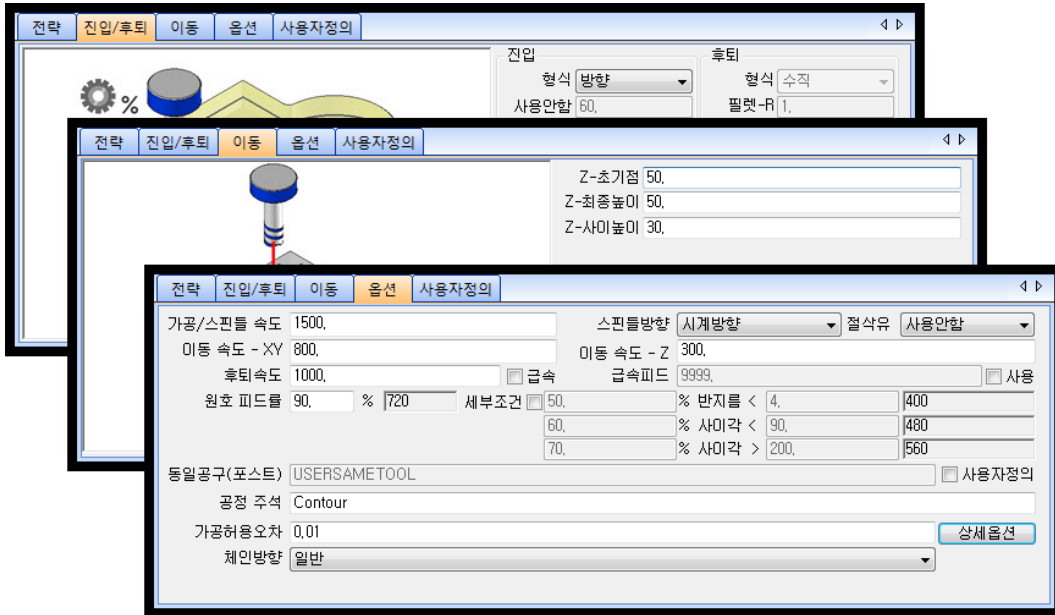 전략 진입/후퇴 이동 옵션 사용자정의
진입 후퇴
형식 방향 형식 수직
사용안함 60, 필렛-R 1,
%
전략 진입/후퇴 이동 옵션 사용자정의
Z-초기점 50,
Z-최종높이 50,
Z-사이높이 30,
전략 진입/후퇴 이동 옵션 사용자정의
가공/스핀들 속도 1500, 스핀들방향 시계방향 절삭유 사용안함
이동 속도 - XY 800, 이동 속도 - Z 300,
후퇴속도 1000, 급속 급속피드 9999, 사용
원호 피드률 90, % 720 세부조건 50, % 반지름 < 4, 400
60, % 사이각 < 90, 480
70, % 사이각 > 200, 560
동일공구(포스트) USERSAMETOOL 사용자정의
공정 주석 Contour
가공허용오차 0,01 상세옵션
체인방향 일반